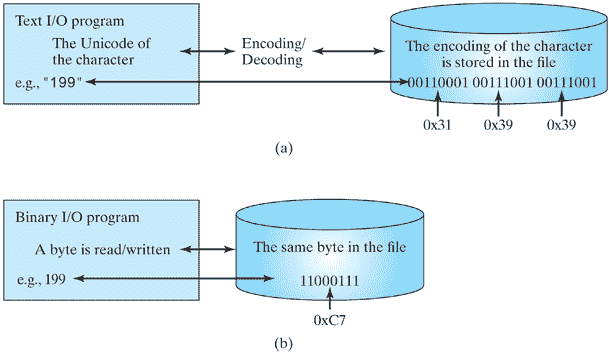 Text I/O program
The Unicode of
the character
e.g., "199"
Encoding/
Decoding
The encoding of the character
is stored in the file
00110001 00111001 00111001
0x31 0x39 0x39
(a)
Binary I/O program
A byte is read/written
e.g., 199
The same byte in the file
11000111
0xC7
(b)